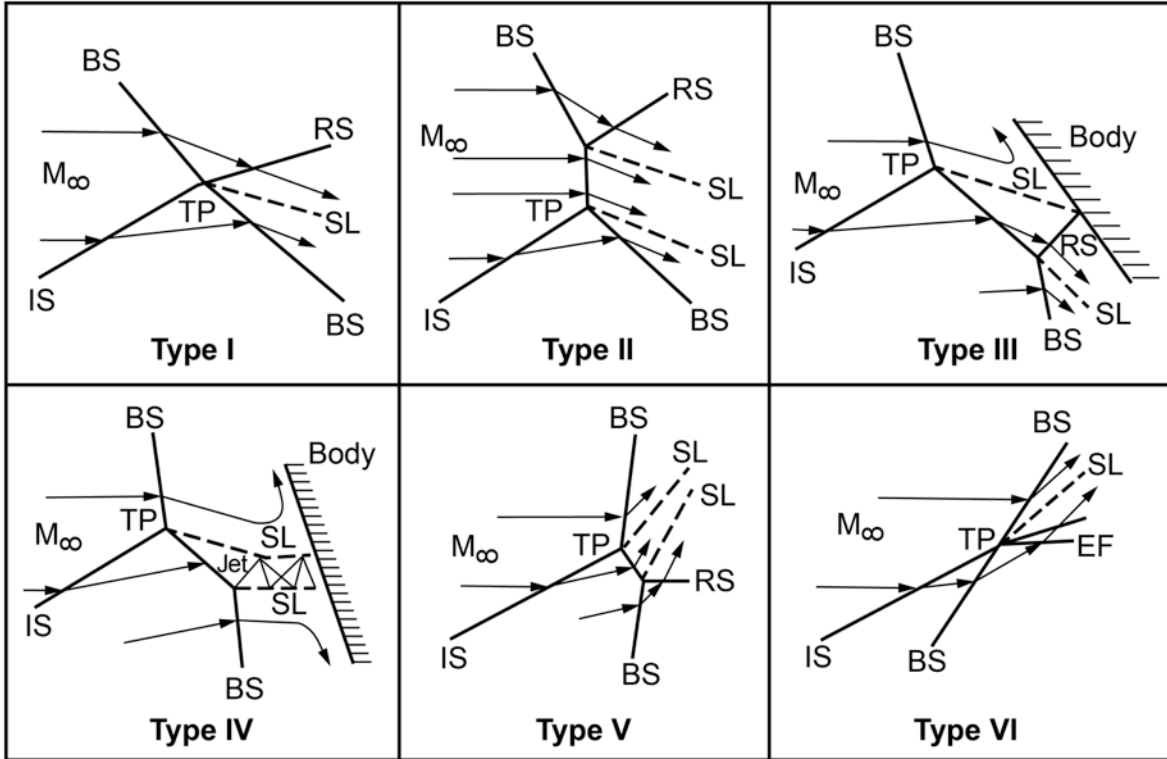 BS
RS
M∞
TP
SL
IS
BS
Type I
BS
RS
M∞
SL
TP
SL
IS
BS
Type II
BS
Body
TP
SL
M∞
RS
IS
SL
BS
Type III
BS
Body
TP
M∞
SL
Jet
SL
IS
BS
Type IV
BS
SL
SL
M∞
TP
RS
IS
BS
Type V
BS
SL
M∞
TP
EF
IS
BS
Type VI